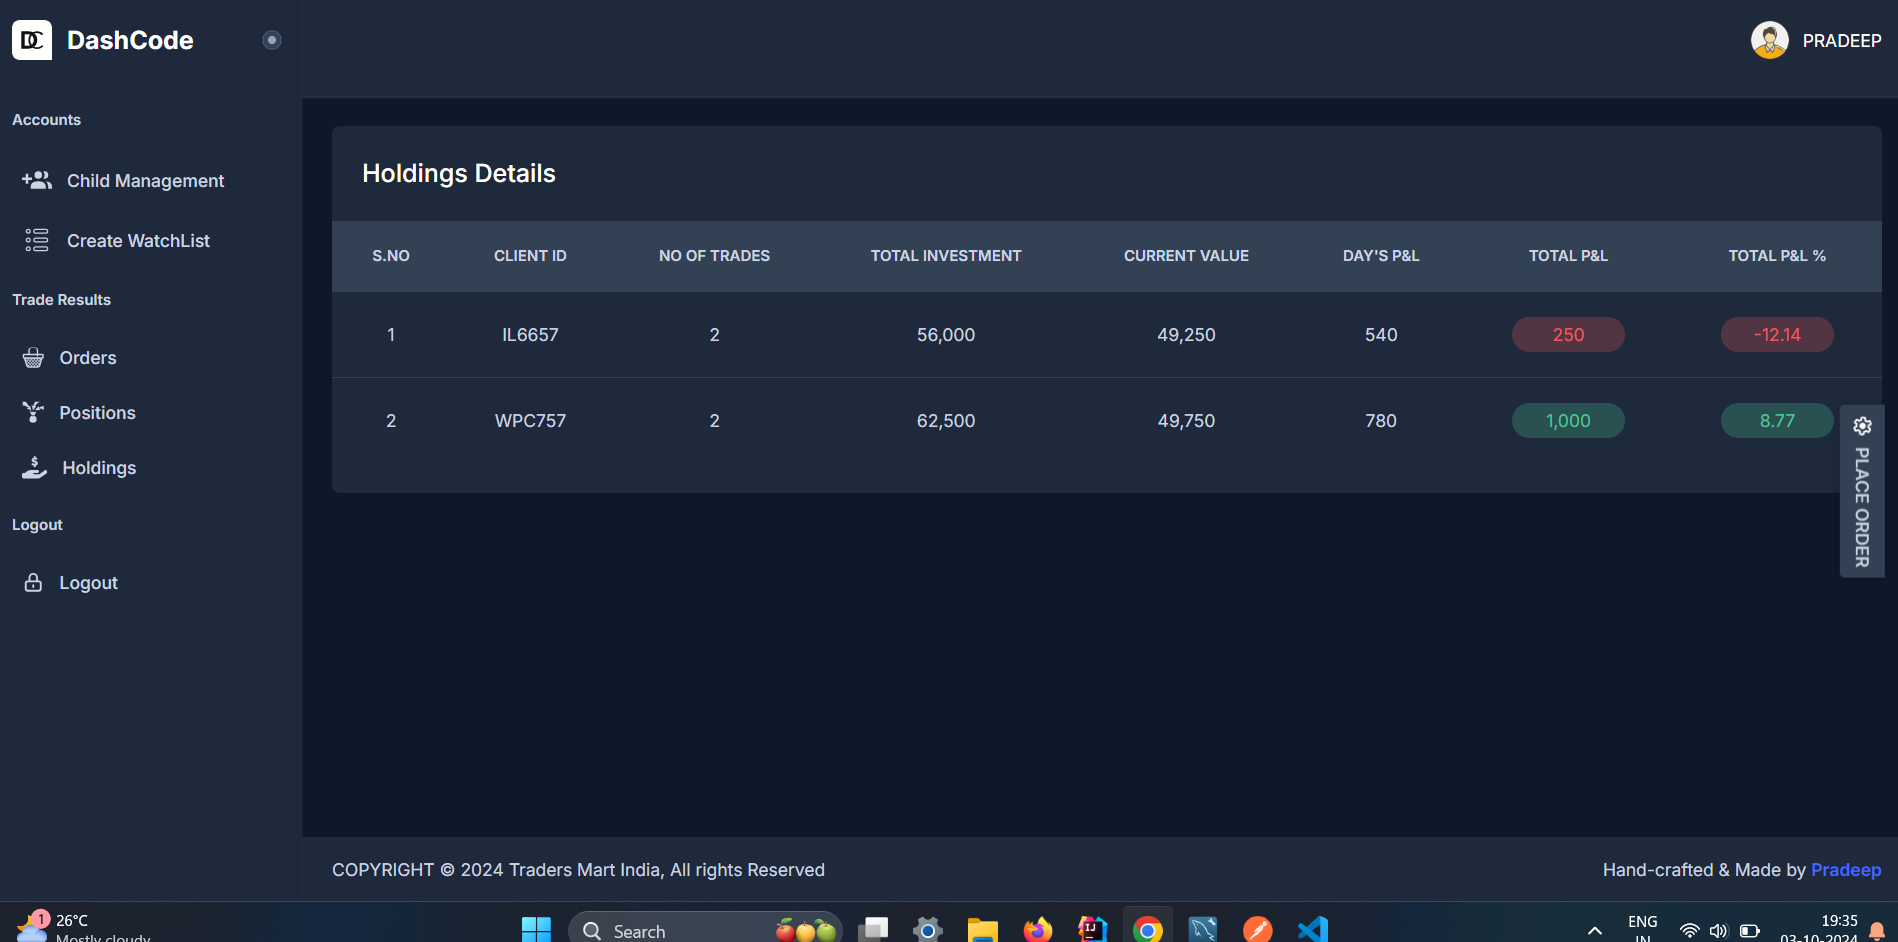 DC DashCode
PRADEEP
Accounts
Child Management
Create WatchList
Trade Results
Orders
Positions
Holdings
Logout
Logout
Holdings Details
S.NO CLIENT ID NO OF TRADES TOTAL INVESTMENT CURRENT VALUE DAY'S P&L TOTAL P&L TOTAL P&L %
1 IL6657 2 56,000 49,250 540 250 -12.14
2 WPC757 2 62,500 49,750 780 1,000 8.77
PLACE ORDER
COPYRIGHT © 2024 Traders Mart India, All rights Reserved
Hand-crafted & Made by Pradeep
1
26°C
Mostly cloudy
Search
IJ
ENG
IN
19:35
03-10-2024